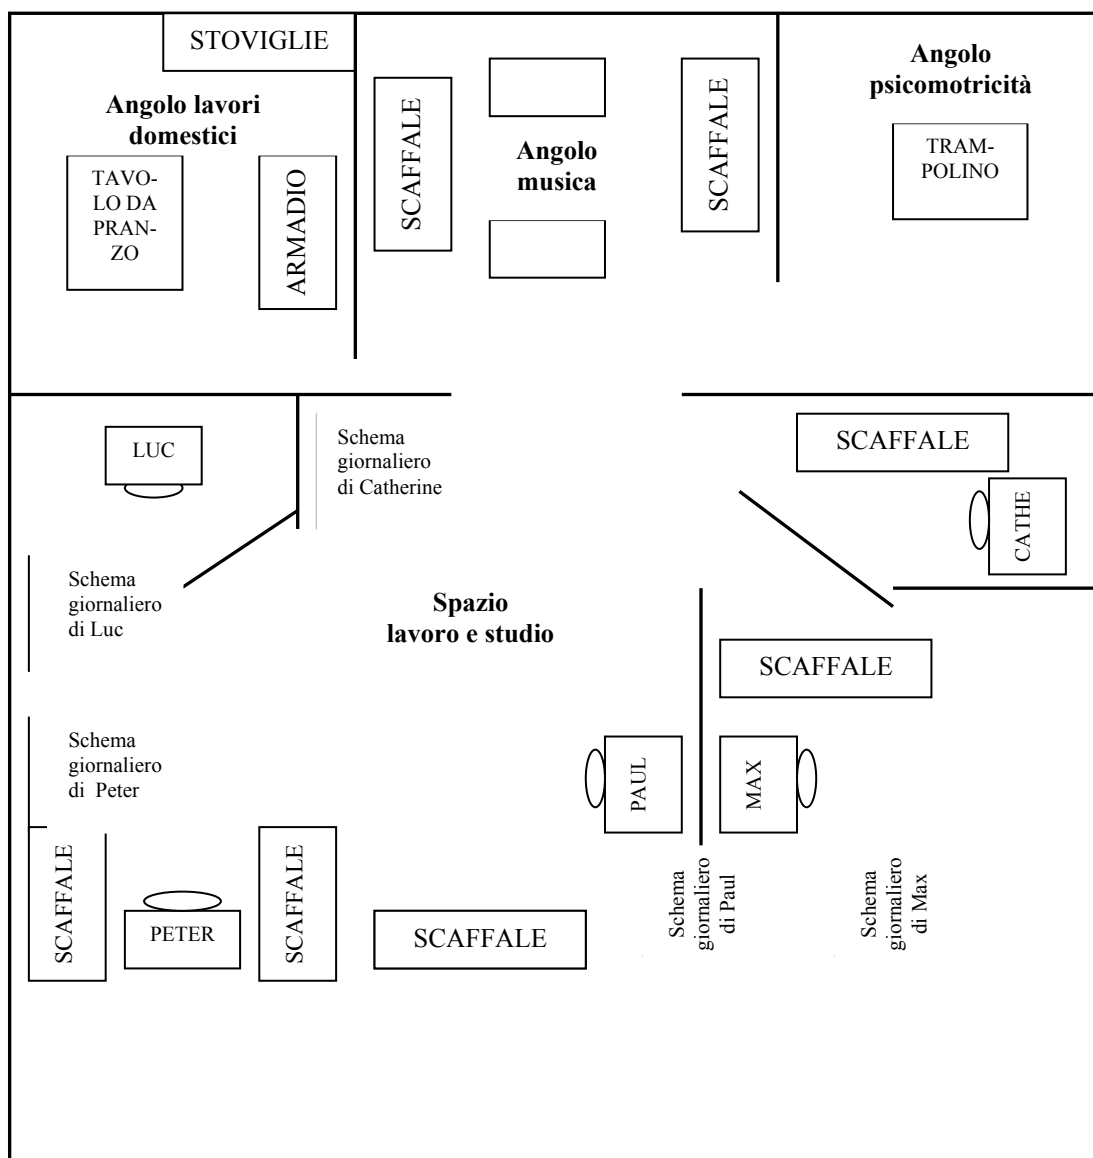 STOVIGLIE
Angolo lavori
domestici
TAVO-
LO DA
PRAN-
ZO
ARMADIO
SCAFFALE
Angolo
musica
SCAFFALE
Angolo
psicomotricità
TRAM-
POLINO
LUC
Schema
giornaliero
di Catherine
SCAFFALE
CATHE
Schema
giornaliero
di Luc
Spazio
lavoro e studio
SCAFFALE
Schema
giornaliero
di Peter
PAUL
MAX
SCAFFALE
PETER
SCAFFALE
SCAFFALE
Schema
giornaliero
di Paul
Schema
giornaliero
di Max